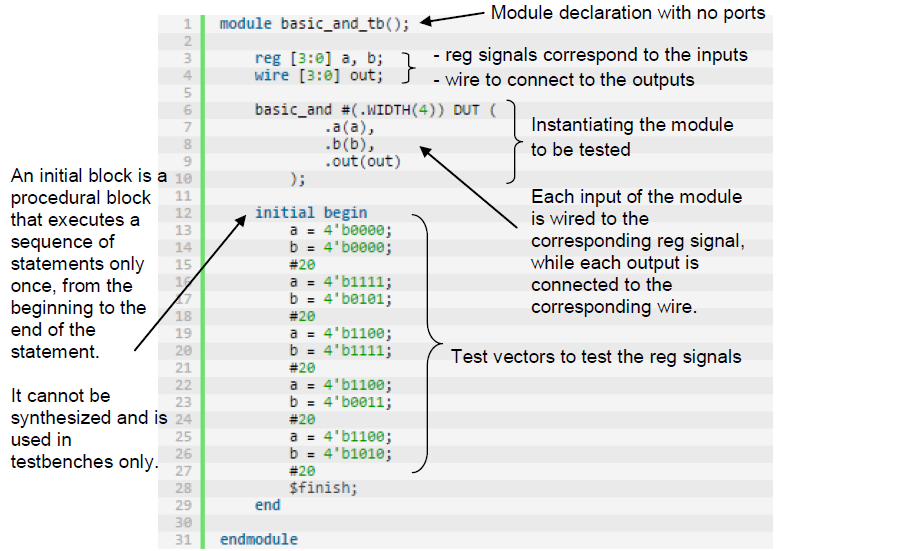 Module declaration with no ports
1 module basic_and_tb();
2
3 reg [3:0] a, b;
4 wire [3:0] out;
- reg signals correspond to the inputs
- wire to connect to the outputs
5
6 basic_and #(.WIDTH(4)) DUT (
7 .a(a),
8 .b(b),
9 .out(out)
10 );
11
Instantiating the module
to be tested
Each input of the module
is wired to the
corresponding reg signal,
while each output is
connected to the
corresponding wire.
An initial block is a
procedural block
that executes a
sequence of
statements only
once, from the
beginning to the
end of the
statement.
It cannot be
synthesized and is
used in
testbenches only.
12 initial begin
13 a = 4'b0000;
14 b = 4'b0000;
15 #20
16 a = 4'b1111;
17 b = 4'b0101;
18 #20
19 a = 4'b1100;
20 b = 4'b1111;
21 #20
22 a = 4'b1100;
23 b = 4'b0011;
24 #20
25 a = 4'b1100;
26 b = 4'b1010;
27 #20
28 $finish;
29 end
30
31 endmodule
Test vectors to test the reg signals